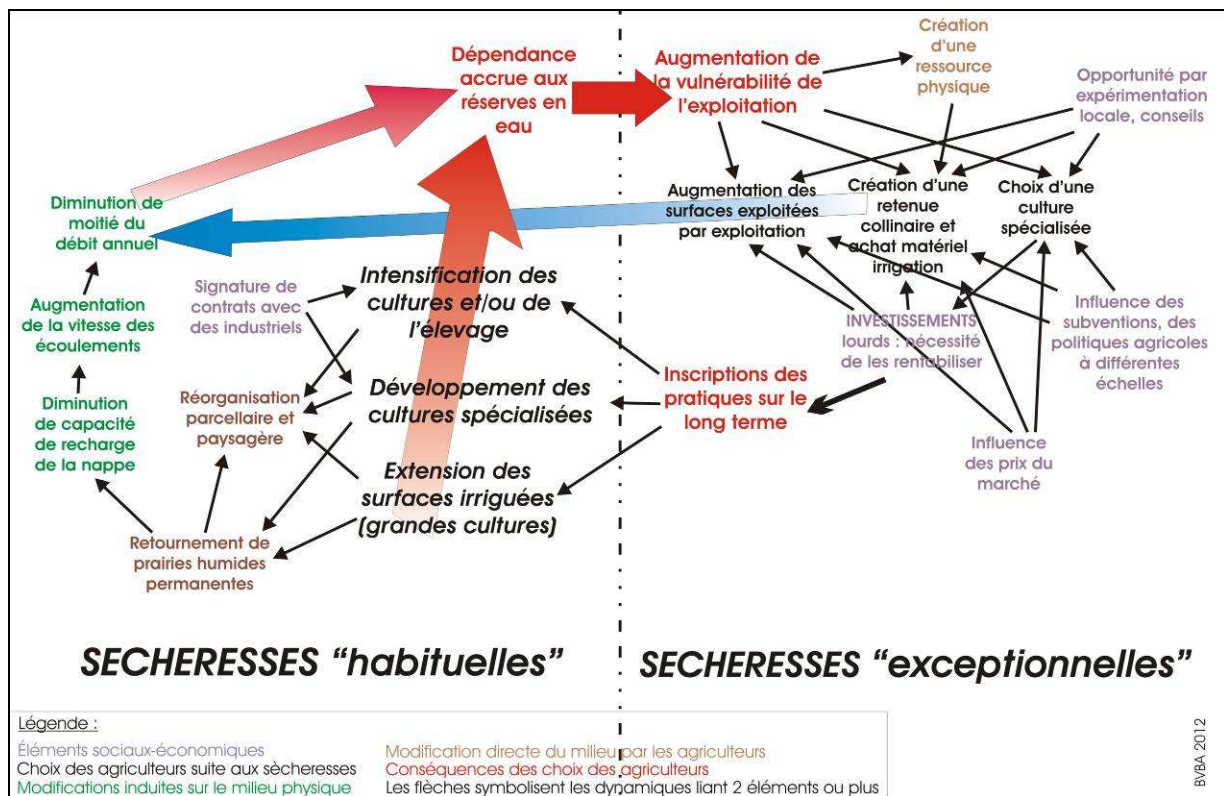 Dépendance
accrue aux
réserves en
eau
Augmentation de
la vulnérabilité de
l'exploitation
Création
d'une
ressource
physique
Opportunité par
expérimentation
locale, conseils
Diminution de
moitié du
débit annuel
Augmentation des
surfaces exploitées
par exploitation
Création d'une
retenue
collinaire et
achat matériel
irrigation
Choix d'une
culture
spécialisée
Signature de
contrats avec
des industriels
Intensification des
cultures et/ou de
l'élevage
Augmentation
de la vitesse des
écoulements
INVESTISSEMENTS
lourds : nécessité
de les rentabiliser
Influence des
subventions, des
politiques agricoles
à différentes
échelles
Diminution
de capacité
de recharge
de la nappe
Réorganisation
parcellaire et
paysagère
Développement des
cultures spécialisées
Inscriptions des
pratiques sur le
long terme
Influence
des prix du
marché
Extension des
surfaces irriguées
(grandes cultures)
Retournement de
prairies humides
permanentes
SECHERESSES "habituelles"
SECHERESSES "exceptionnelles"
Légende :
Éléments sociaux-économiques
Choix des agriculteurs suite aux sècheresses
Modifications induites sur le milieu physique
Modification directe du milieu par les agriculteurs
Conséquences des choix des agriculteurs
Les flèches symbolisent les dynamiques liant 2 éléments ou plus
BVBA 2012